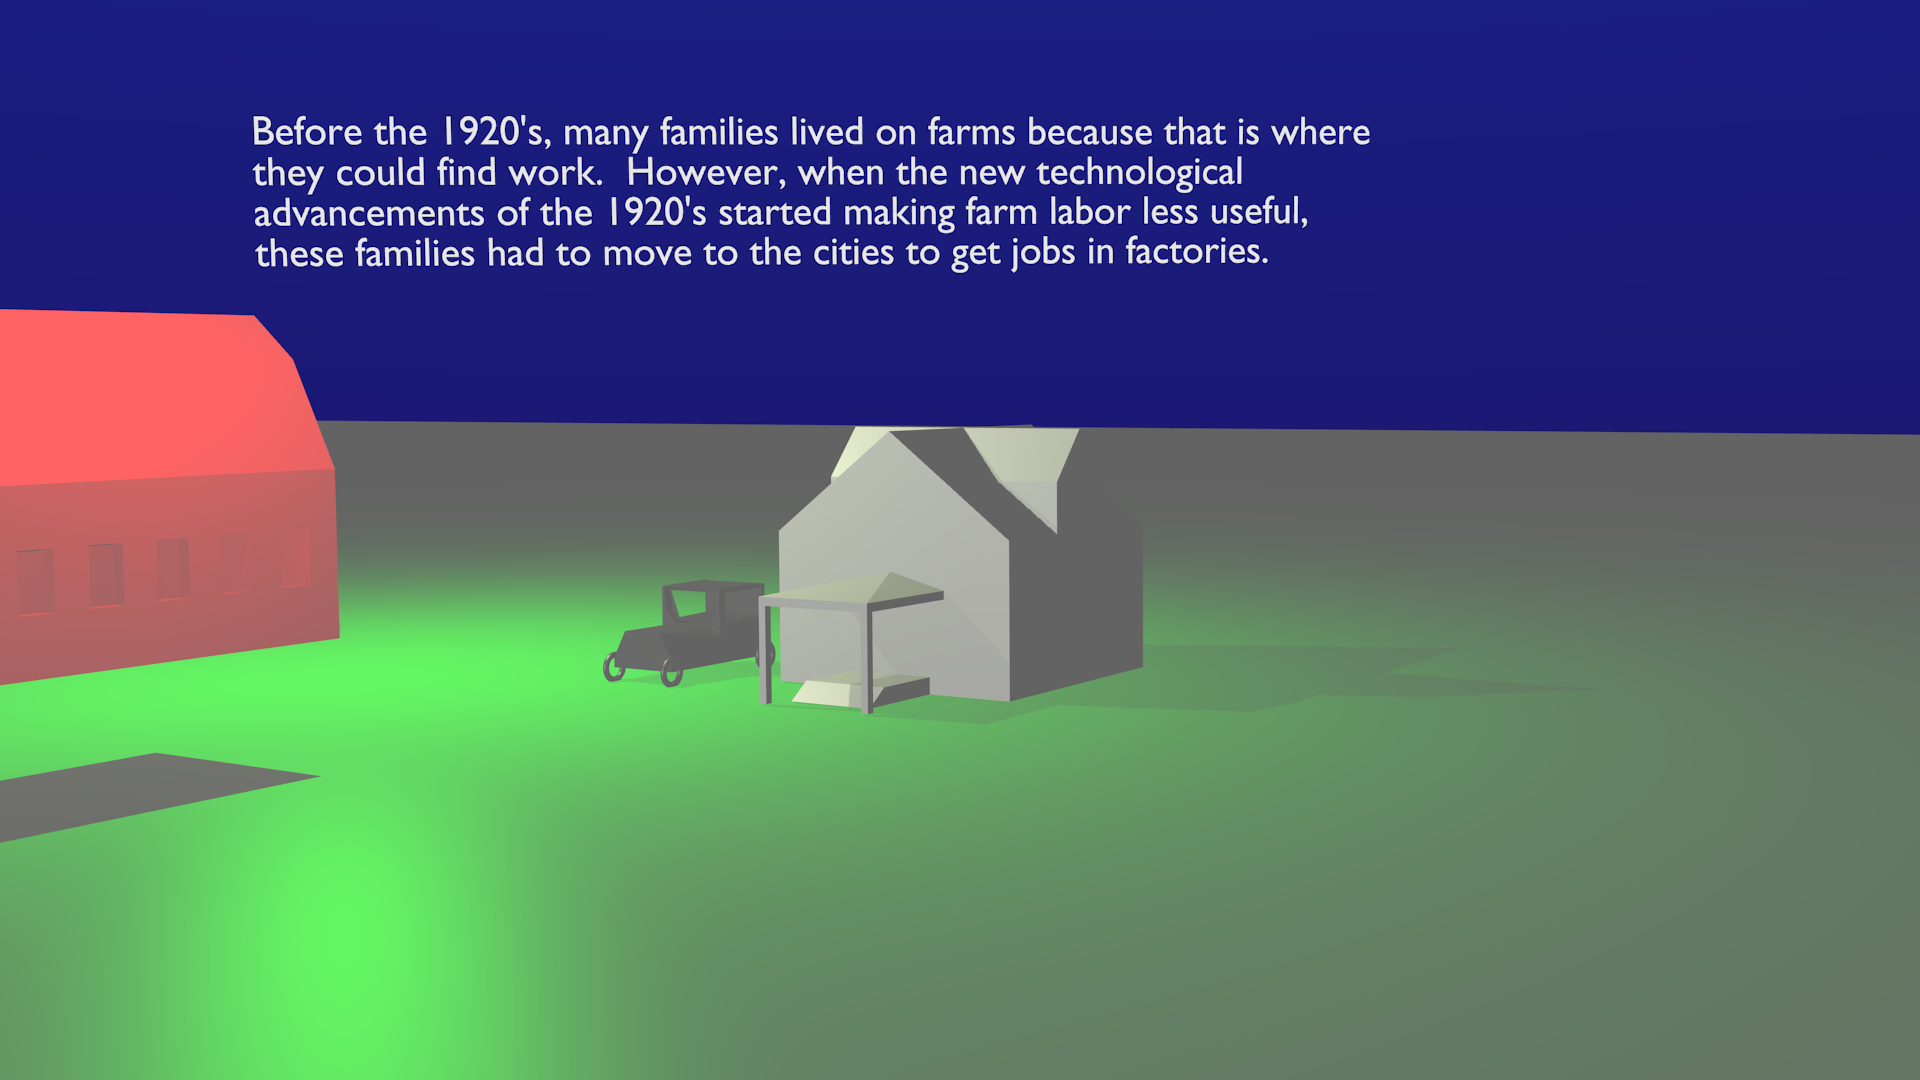 Before the 1920's, many families lived on farms because that is where
they could find work.  However, when the new technological
advancements of the 1920's started making farm labor less useful,
these families had to move to the cities to get jobs in factories.